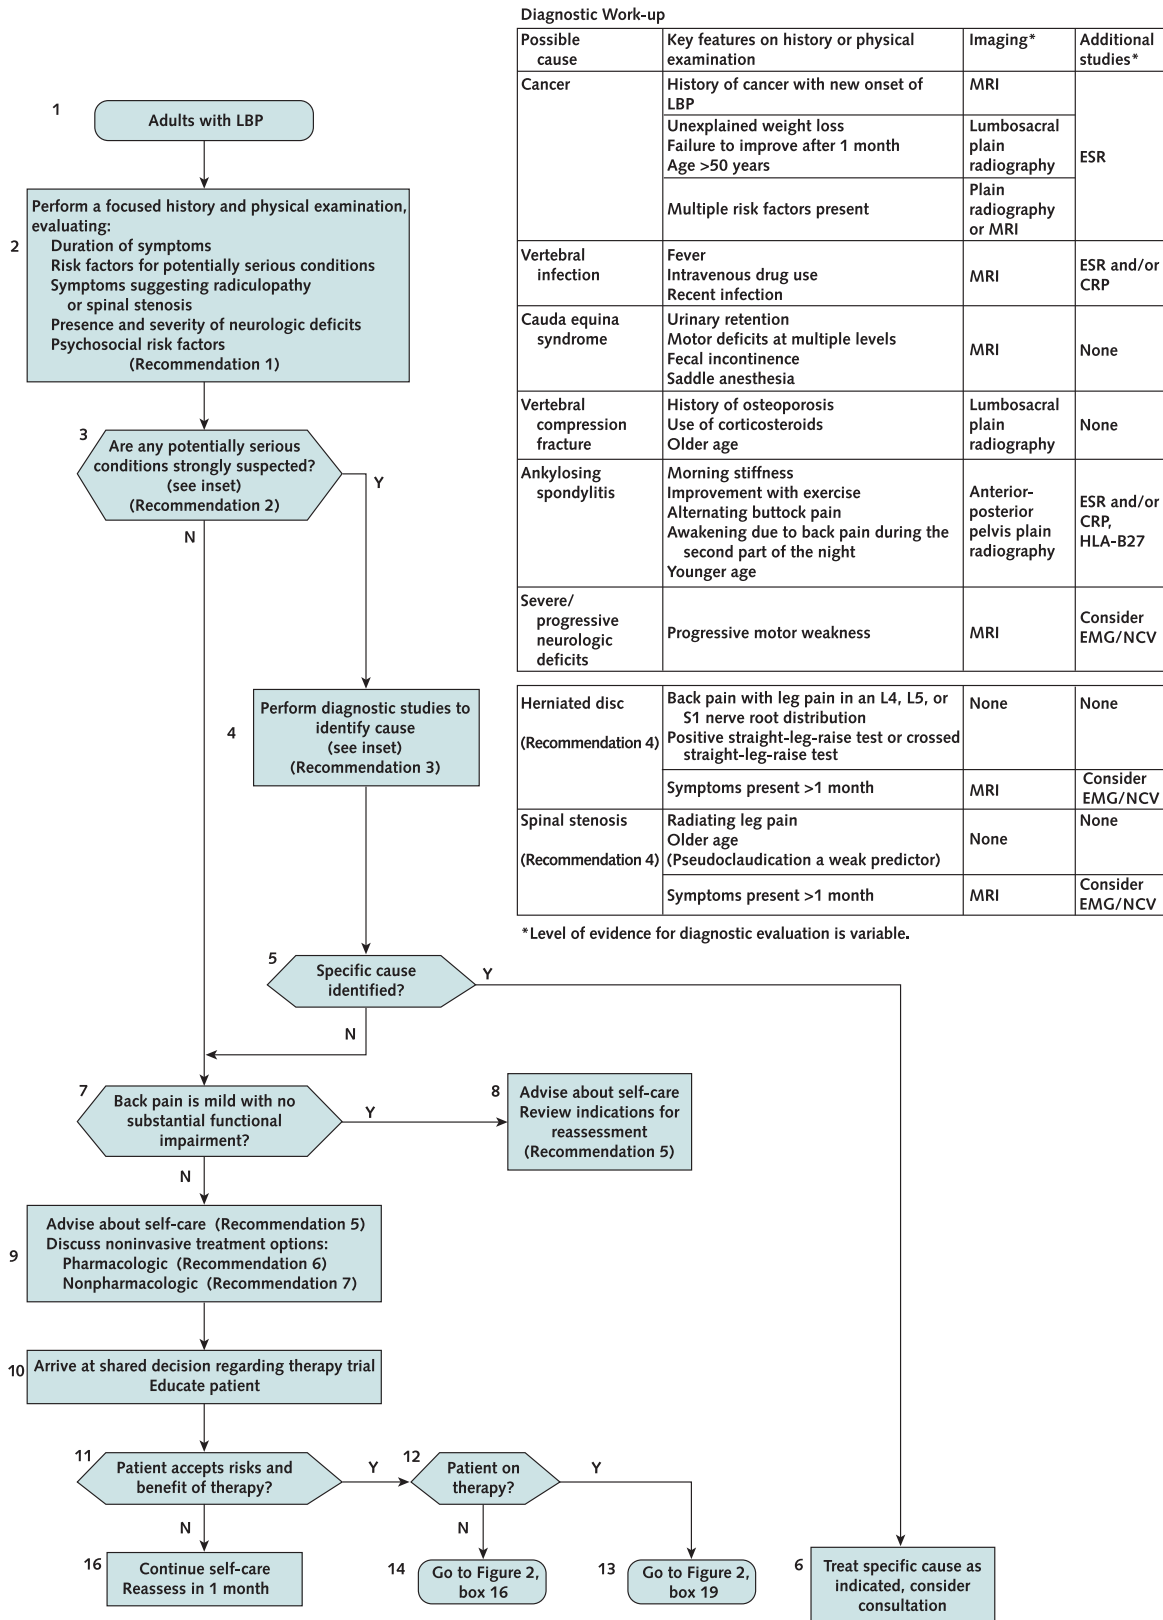 Diagnostic Work-up
Possible cause
Key features on history or physical examination
Imaging*
Additional studies*
Cancer
History of cancer with new onset of LBP
MRI
Unexplained weight loss
Failure to improve after 1 month
Age >50 years
Lumbosacral plain radiography
Multiple risk factors present
Plain radiography or MRI
ESR
Vertebral infection
Fever
Intravenous drug use
Recent infection
MRI
ESR and/or CRP
Cauda equina syndrome
Urinary retention
Motor deficits at multiple levels
Fecal incontinence
Saddle anesthesia
MRI
None
Vertebral compression fracture
History of osteoporosis
Use of corticosteroids
Older age
Lumbosacral plain radiography
None
Ankylosing spondylitis
Morning stiffness
Improvement with exercise
Alternating buttock pain
Awakening due to back pain during the second part of the night
Younger age
Anterior-posterior pelvis plain radiography
ESR and/or CRP, HLA-B27
Severe/progressive neurologic deficits
Progressive motor weakness
MRI
Consider EMG/NCV
Herniated disc
(Recommendation 4)
Back pain with leg pain in an L4, L5, or S1 nerve root distribution
Positive straight-leg-raise test or crossed straight-leg-raise test
None
None
Symptoms present >1 month
MRI
Consider EMG/NCV
Spinal stenosis
(Recommendation 4)
Radiating leg pain
Older age
(Pseudoclaudication a weak predictor)
None
None
Symptoms present >1 month
MRI
Consider EMG/NCV
*Level of evidence for diagnostic evaluation is variable.
1
Adults with LBP
2
Perform a focused history and physical examination,
evaluating:
Duration of symptoms
Risk factors for potentially serious conditions
Symptoms suggesting radiculopathy
or spinal stenosis
Presence and severity of neurologic deficits
Psychosocial risk factors
(Recommendation 1)
3
Are any potentially serious
conditions strongly suspected?
(see inset)
(Recommendation 2)
Y
N
4
Perform diagnostic studies to
identify cause
(see inset)
(Recommendation 3)
5
Specific cause
identified?
Y
N
7
Back pain is mild with no
substantial functional
impairment?
Y
N
8
Advise about self-care
Review indications for
reassessment
(Recommendation 5)
9
Advise about self-care (Recommendation 5)
Discuss noninvasive treatment options:
Pharmacologic (Recommendation 6)
Nonpharmacologic (Recommendation 7)
10
Arrive at shared decision regarding therapy trial
Educate patient
11
Patient accepts risks and
benefit of therapy?
Y
N
12
Patient on
therapy?
Y
N
16
Continue self-care
Reassess in 1 month
14
Go to Figure 2,
box 16
13
Go to Figure 2,
box 19
6
Treat specific cause as
indicated, consider
consultation